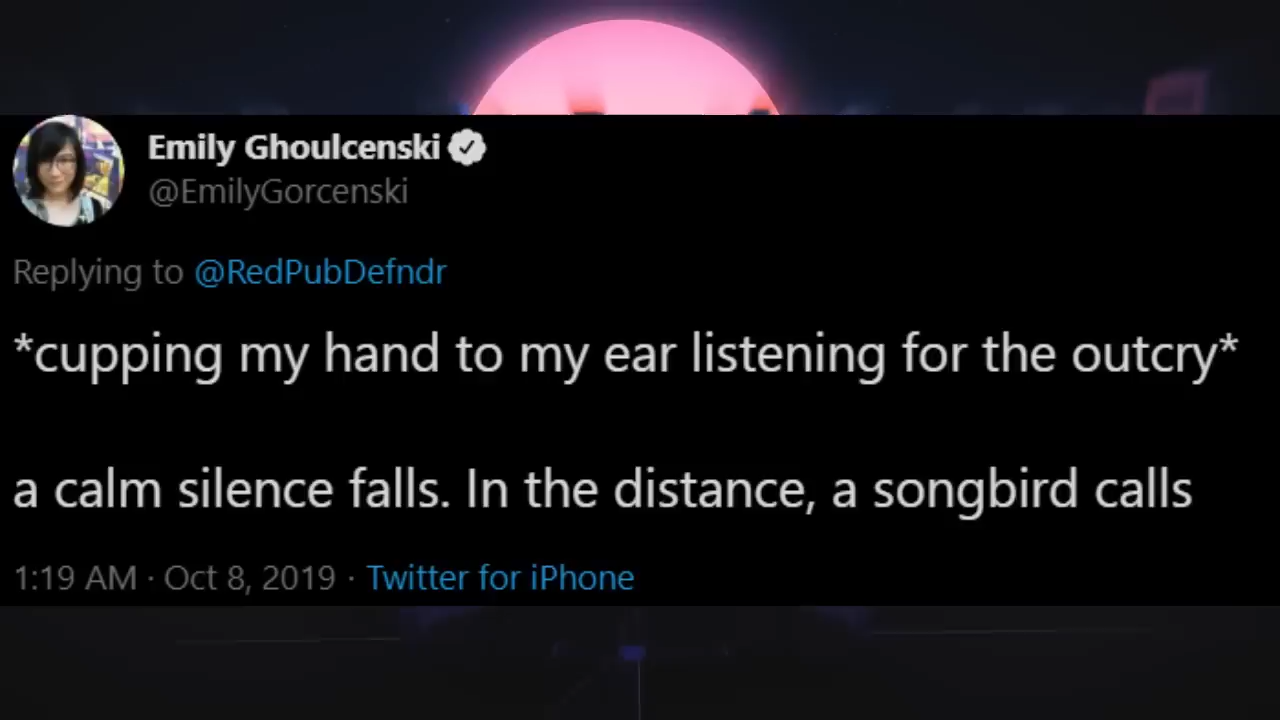 Emily Ghoulcenski
@EmilyGorcenski
Replying to @RedPubDefndr
*cupping my hand to my ear listening for the outcry*
a calm silence falls. In the distance, a songbird calls
1:19 AM · Oct 8, 2019 · Twitter for iPhone